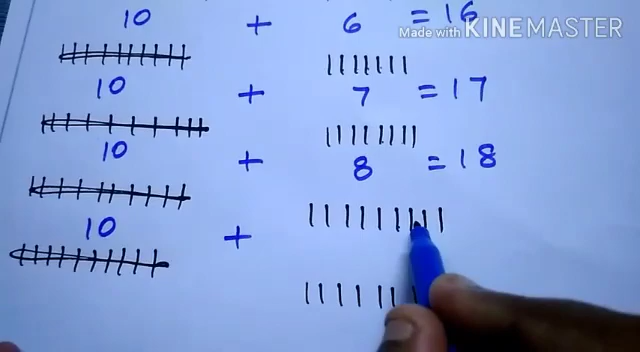 10 + 6 = 16
Made with KINEMASTER
10 + 7 = 17
10 + 8 = 18
10 +